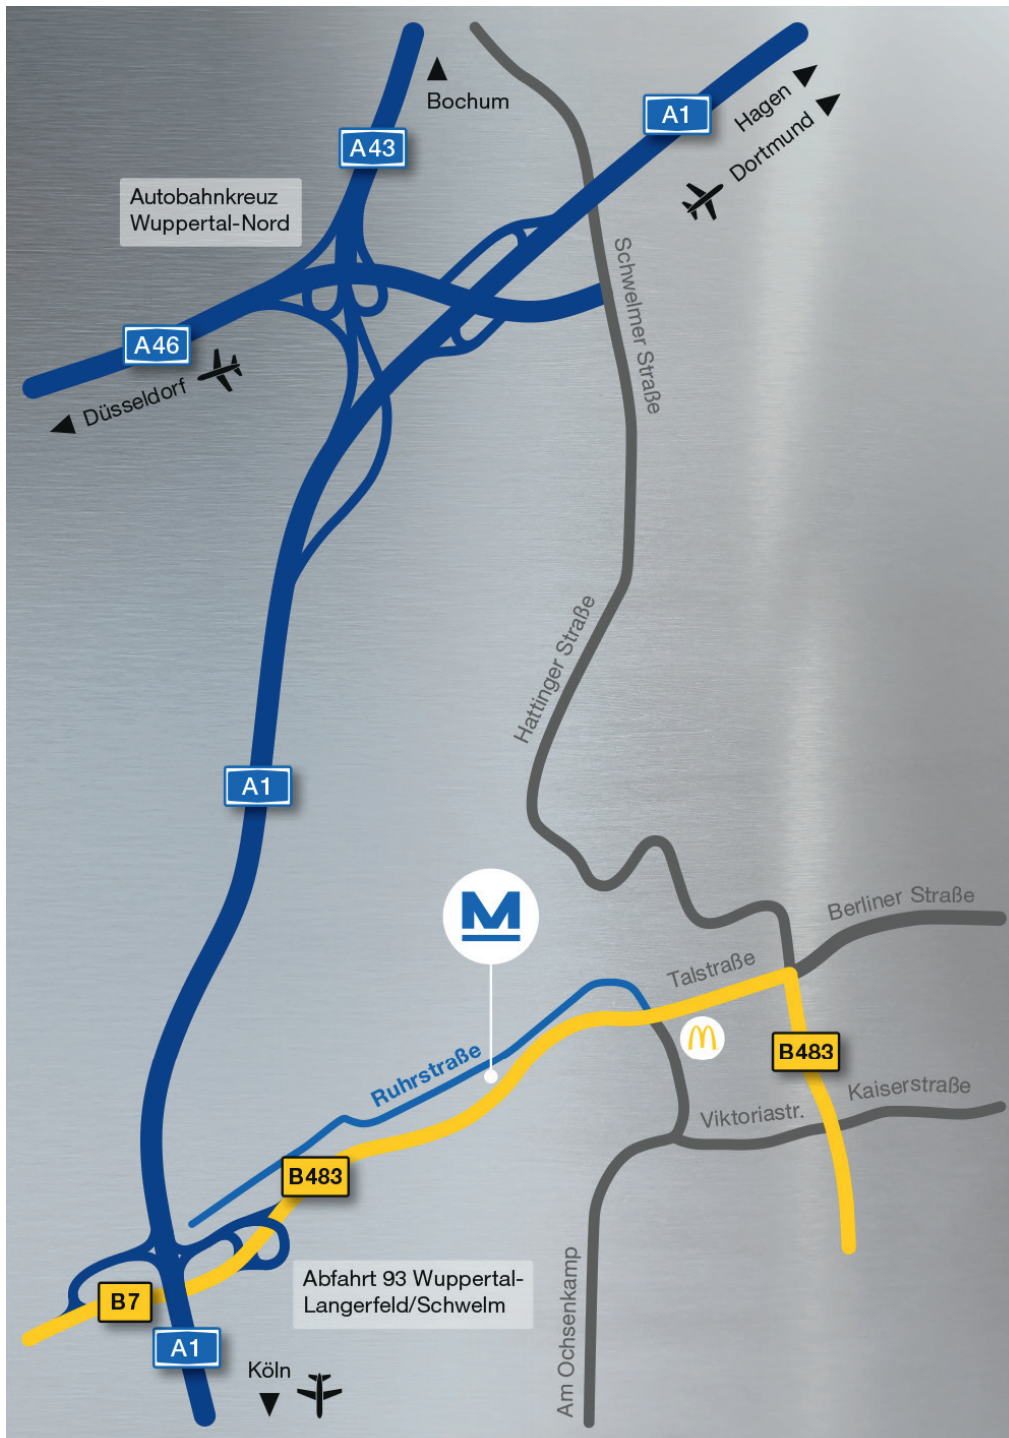 Bochum
A1
Hagen
Dortmund
A43
Autobahnkreuz
Wuppertal-Nord
Schwelmer Straße
A46
Düsseldorf
Hattinger Straße
A1
M
Berliner Straße
Talstraße
B483
Ruhrstraße
Kaiserstraße
Viktoriastr.
B483
Abfahrt 93 Wuppertal-
Langerfeld/Schwelm
B7
A1
Köln
Am Ochsenkamp